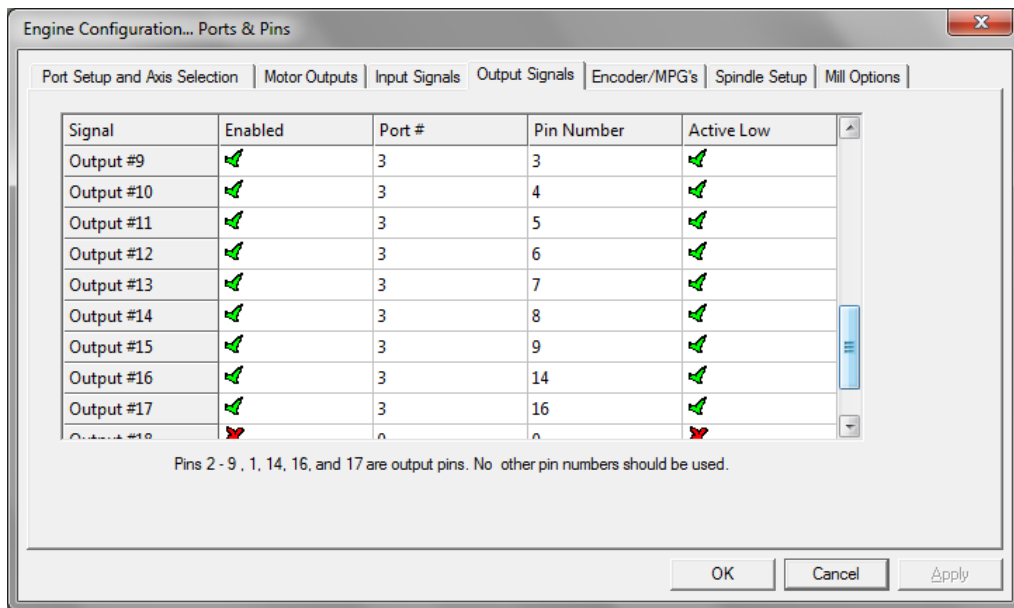 Engine Configuration... Ports & Pins
Port Setup and Axis Selection Motor Outputs Input Signals Output Signals Encoder/MPG's Spindle Setup Mill Options
Signal Enabled Port # Pin Number Active Low
Output #9 3 3
Output #10 3 4
Output #11 3 5
Output #12 3 6
Output #13 3 7
Output #14 3 8
Output #15 3 9
Output #16 3 14
Output #17 3 16
Output #18 0 0
Pins 2 - 9 , 1, 14, 16, and 17 are output pins. No other pin numbers should be used.
OK Cancel Apply